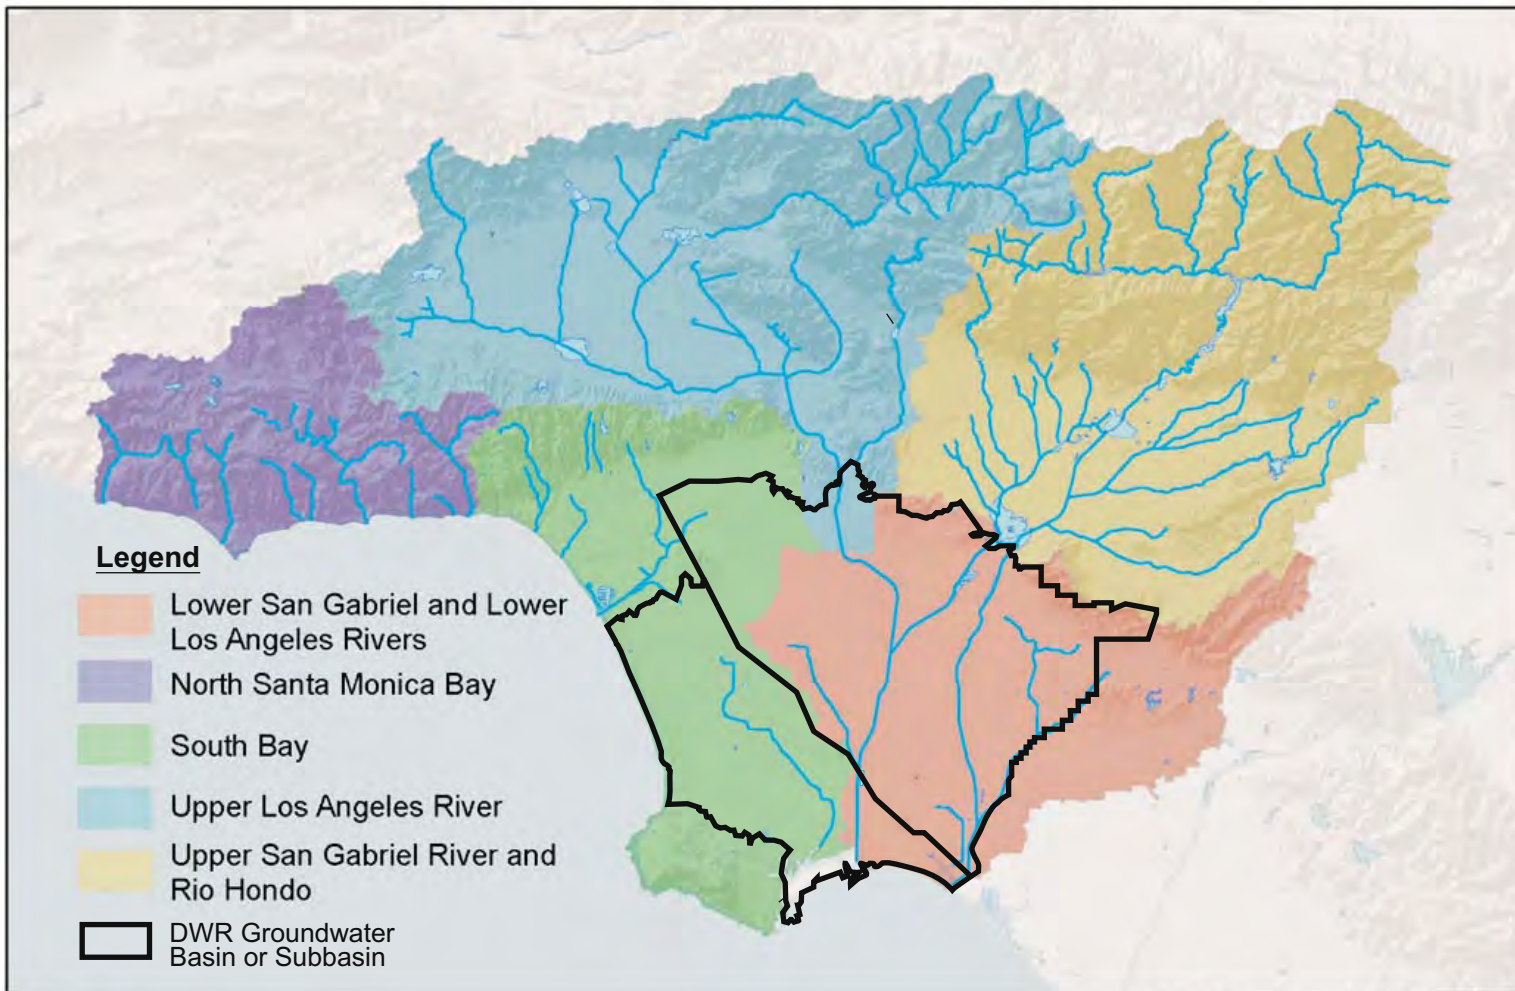 Legend
Lower San Gabriel and Lower
Los Angeles Rivers
North Santa Monica Bay
South Bay
Upper Los Angeles River
Upper San Gabriel River and
Rio Hondo
DWR Groundwater
Basin or Subbasin